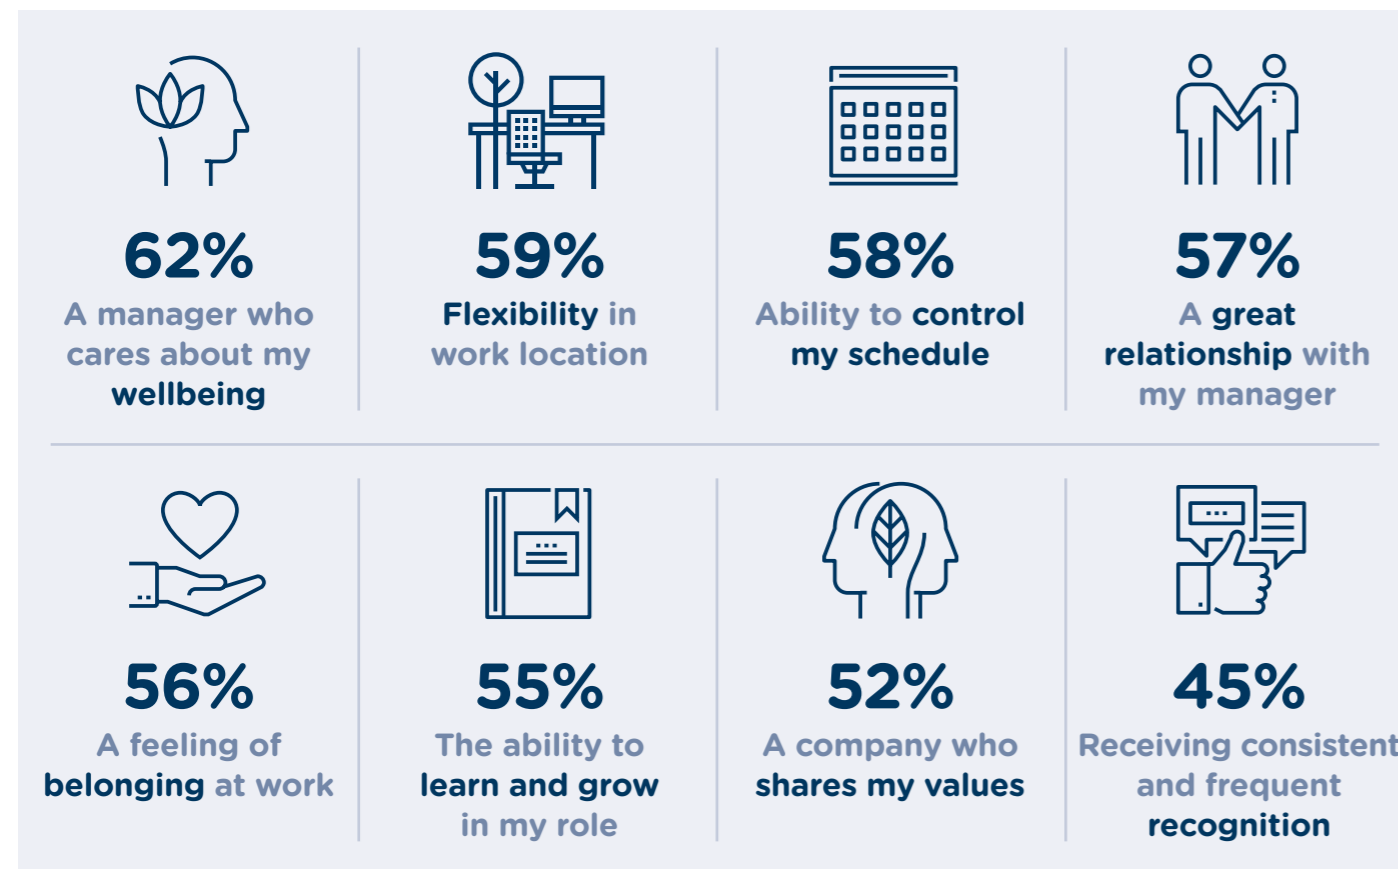 62%
A manager who
cares about my
wellbeing
59%
Flexibility in
work location
58%
Ability to control
my schedule
57%
A great
relationship with
my manager
56%
A feeling of
belonging at work
55%
The ability to
learn and grow
in my role
52%
A company who
shares my values
45%
Receiving consistent
and frequent
recognition